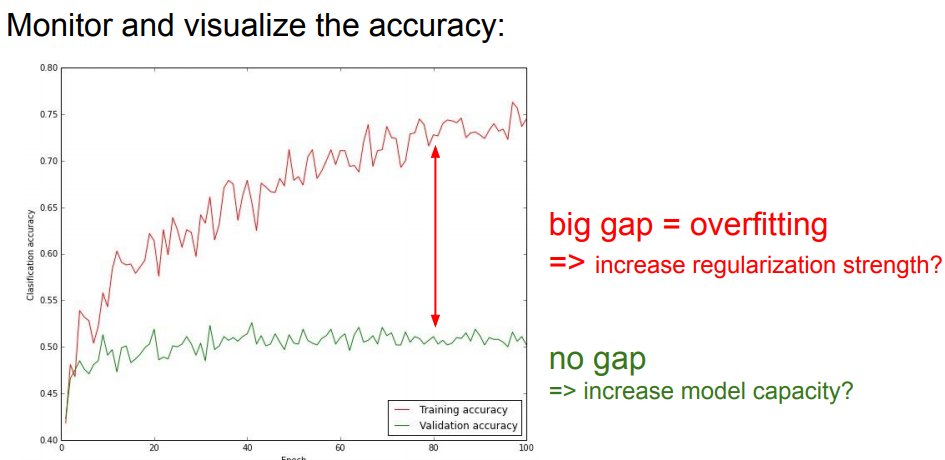 Monitor and visualize the accuracy:
0.80
0.75
0.70
0.65
0.60
0.55
0.50
0.45
0.40
Clasification accuracy
0
20
40
60
80
100
Epoch
Training accuracy
Validation accuracy
big gap = overfitting
=> increase regularization strength?
no gap
=> increase model capacity?